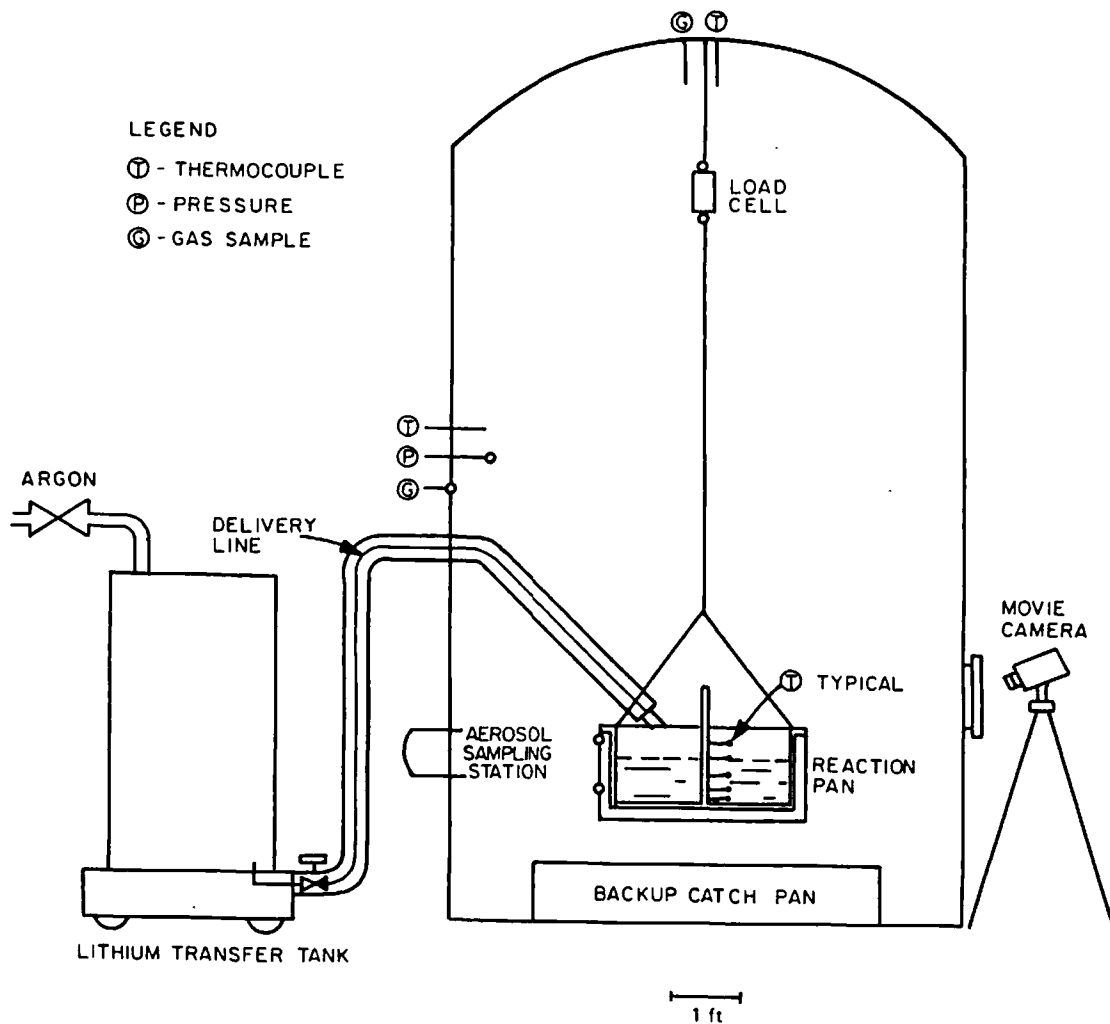 G T
LEGEND
T - THERMOCOUPLE
P - PRESSURE
G - GAS SAMPLE
LOAD
CELL
T
P
G
ARGON
DELIVERY
LINE
MOVIE
CAMERA
T TYPICAL
AEROSOL
SAMPLING
STATION
REACTION
PAN
BACKUP CATCH PAN
LITHIUM TRANSFER TANK
1 ft